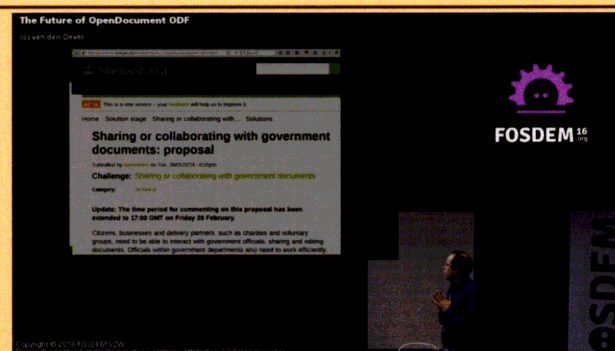 The Future of OpenDocument ODF
Jos van den Oever
Standards Hub
This is a new service – your feedback will help us to improve it.
Home Solution stage Sharing or collaborating with... Solutions
Sharing or collaborating with government
documents: proposal
Challenge: Sharing or collaborating with government documents
Category:
Update: The time period for commenting on this proposal has been
extended to 17:00 GMT on Friday 28 February.
Citizens, businesses and delivery partners, such as charities and voluntary
groups, need to be able to interact with government officials, sharing and editing
documents. Officials within government departments also need to work efficiently
FOSDEM 16
.org
OSDEM
Copyright © 2016 FOSDEM VZW